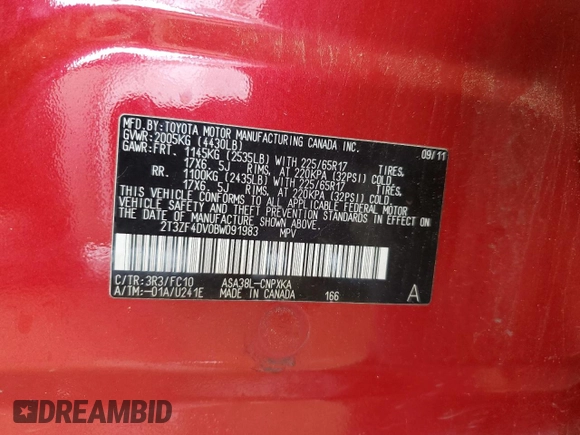 MFD. BY: TOYOTA MOTOR MANUFACTURING CANADA INC.
GVWR: 2005KG (4430LB) 09/11
GAWR: FRT. 1145KG (2535LB) WITH 225/65R17 TIRES,
17X6.5J RIMS, AT 220KPA (32PSI) COLD
RR. 1100KG (2435LB) WITH 225/65R17 TIRES,
17X6.5J RIMS, AT 220KPA (32PSI) COLD
THIS VEHICLE CONFORMS TO ALL APPLICABLE FEDERAL MOTOR
VEHICLE SAFETY AND THEFT PREVENTION STANDARDS IN EFFECT
ON THE DATE OF MANUFACTURE SHOWN ABOVE.
2T3ZF4DV0BW091983 MPV
C/TR: 3R3/FC10 ASA38L-CNPXKA
A/TM:-01A/U241E MADE IN CANADA 166 A
DREAMBID